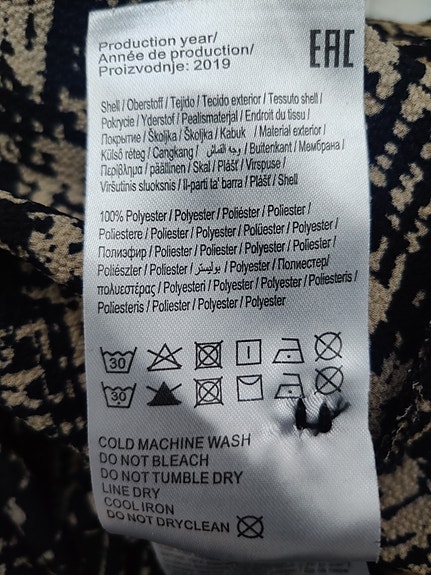 Production year/
Année de production/
Proizvodnje: 2019
EAC
Shell / Oberstoff / Tejido / Tecido exterior / Tessuto shell /
Pokrycie / Yderstof / Pealismaterjal / Endroit du tissu /
Покрытие / Školjka / Školjka / Kabuk / Material exterior /
Külső réteg / Cangkang / وجه القماش / Buitenkant / Мембрана /
Περίβλημα / päällinen / Skal / Plášť / Virspuse /
Viršutinis sluoksnis / Il-parti ta' barra / Plášť / Shell
100% Polyester / Polyester / Poliéster / Poliester /
Poliestere / Poliester / Polyester / Polüester / Polyester /
Полиэфир / Poliester / Poliester / Polyester / Poliester /
Poliészter / Poliester / بوليستر / Polyester / Полиестер/
πολυεστέρας / Polyesteri / Polyester / Polyester / Poliesteris /
Poliesteris / Poliester / Polyester / Polyester
30
30
COLD MACHINE WASH
DO NOT BLEACH
DO NOT TUMBLE DRY
LINE DRY
COOL IRON
DO NOT DRYCLEAN